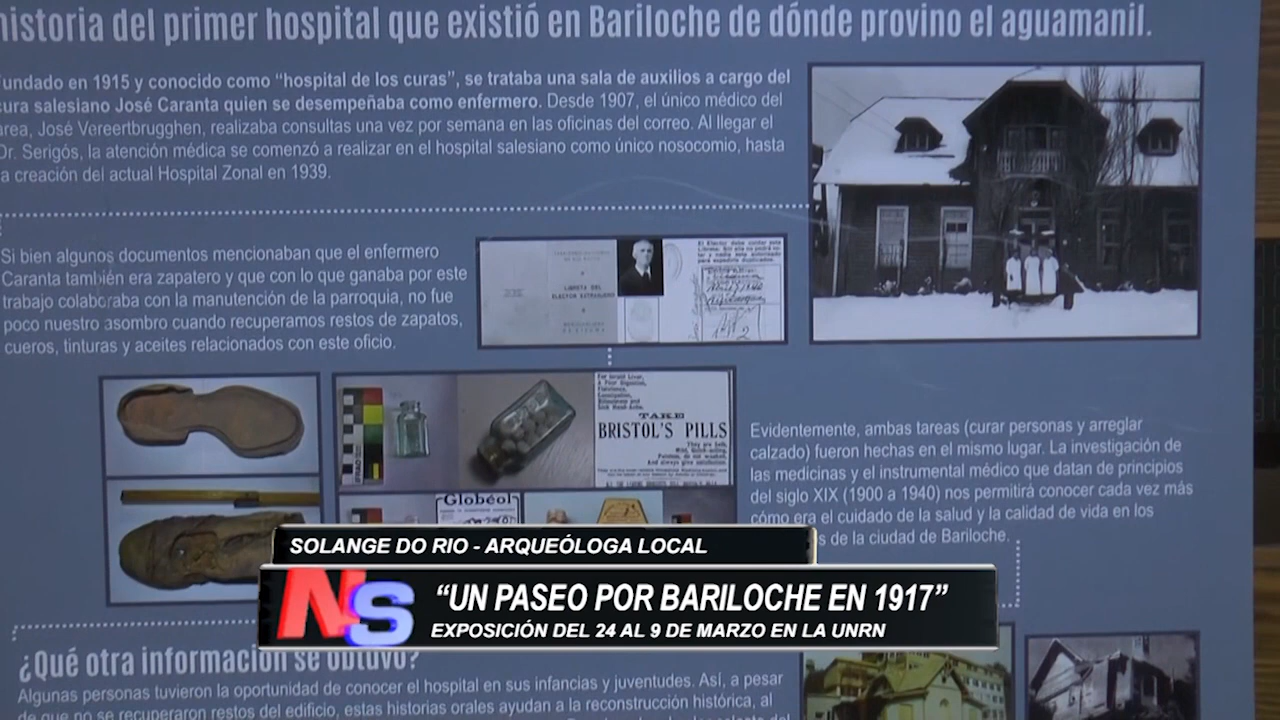 historia del primer hospital que existió en Bariloche de dónde provino el aguamanil.
fundado en 1915 y conocido como “hospital de los curas”, se trataba una sala de auxilios a cargo del
cura salesiano José Caranta quien se desempeñaba como enfermero. Desde 1907, el único médico del
area, José Vereertbrugghen, realizaba consultas una vez por semana en las oficinas del correo. Al llegar el
Dr. Serigós, la atención médica se comenzó a realizar en el hospital salesiano como único nosocomio, hasta
la creación del actual Hospital Zonal en 1939.
Si bien algunos documentos mencionaban que el enfermero
Caranta también era zapatero y que con lo que ganaba por este
trabajo colaboraba con la manutención de la parroquia, no fue
poco nuestro asombro cuando recuperamos restos de zapatos,
cueros, tinturas y aceites relacionados con este oficio.
LIBRETA DEL
ELECTOR EXTRANJERO
TAKE
BRISTOL'S PILLS
Globéol
Evidentemente, ambas tareas (curar personas y arreglar
calzado) fueron hechas en el mismo lugar. La investigación de
las medicinas y el instrumental médico que datan de principios
del siglo XIX (1900 a 1940) nos permitirá conocer cada vez más
cómo era el cuidado de la salud y la calidad de vida en los
s de la ciudad de Bariloche.
SOLANGE DO RIO - ARQUEÓLOGA LOCAL
NS
“UN PASEO POR BARILOCHE EN 1917”
EXPOSICIÓN DEL 24 AL 9 DE MARZO EN LA UNRN
¿Qué otra información se obtuvo?
Algunas personas tuvieron la oportunidad de conocer el hospital en sus infancias y juventudes. Así, a pesar
de que no se recuperaron restos del edificio, estas historias orales ayudan a la reconstrucción histórica, al